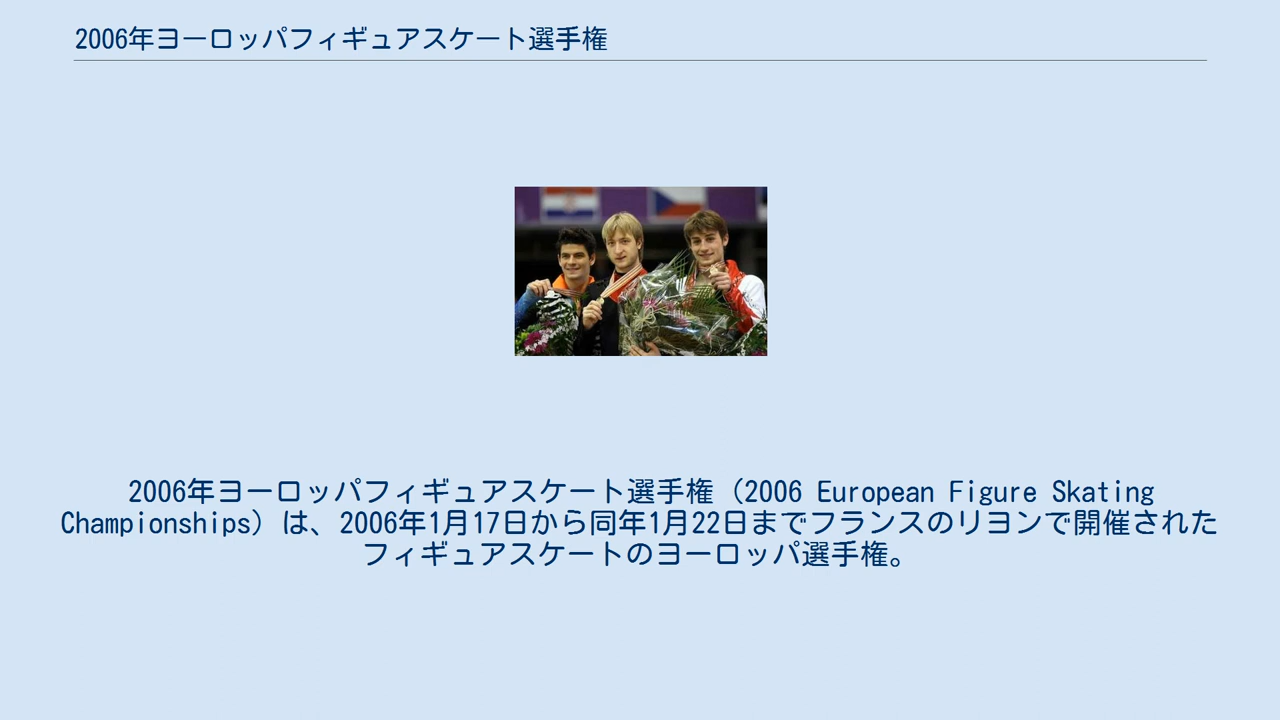 2006年ヨーロッパフィギュアスケート選手権
2006年ヨーロッパフィギュアスケート選手権（2006 European Figure Skating
Championships）は、2006年1月17日から同年1月22日までフランスのリヨンで開催された
フィギュアスケートのヨーロッパ選手権。